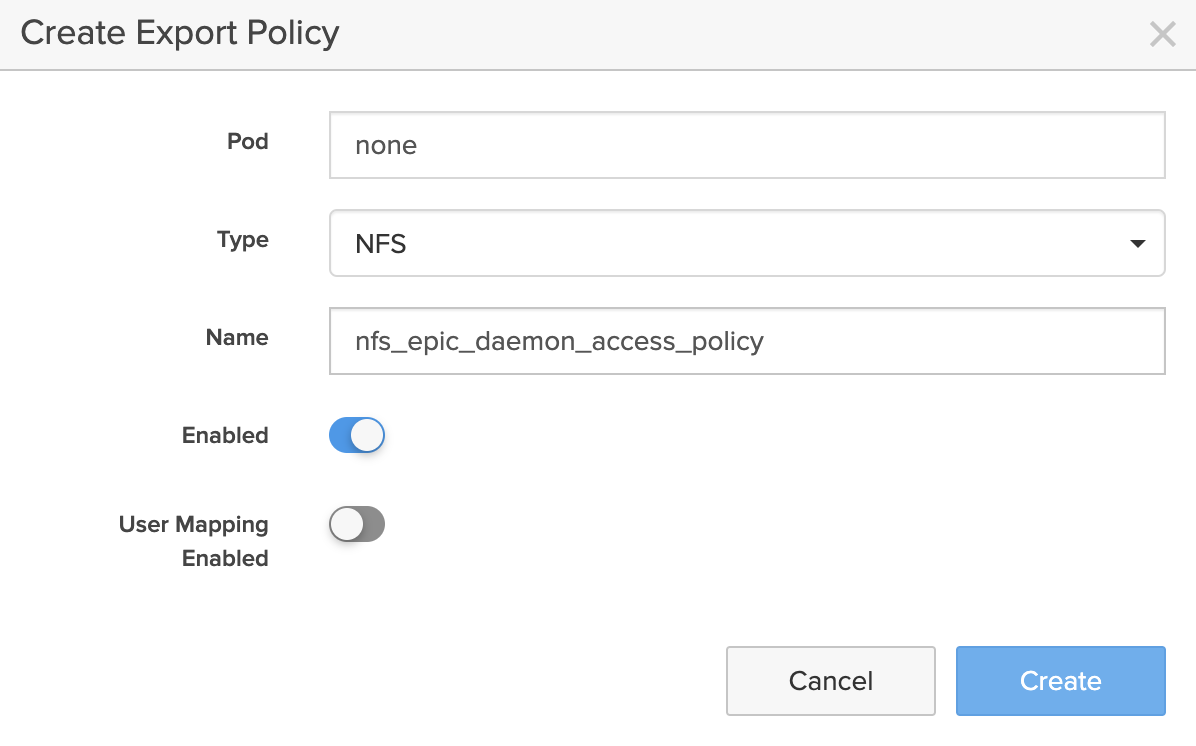 Create Export Policy
Pod
none
Type
NFS
Name
nfs_epic_daemon_access_policy
Enabled
User Mapping
Enabled
Cancel
Create